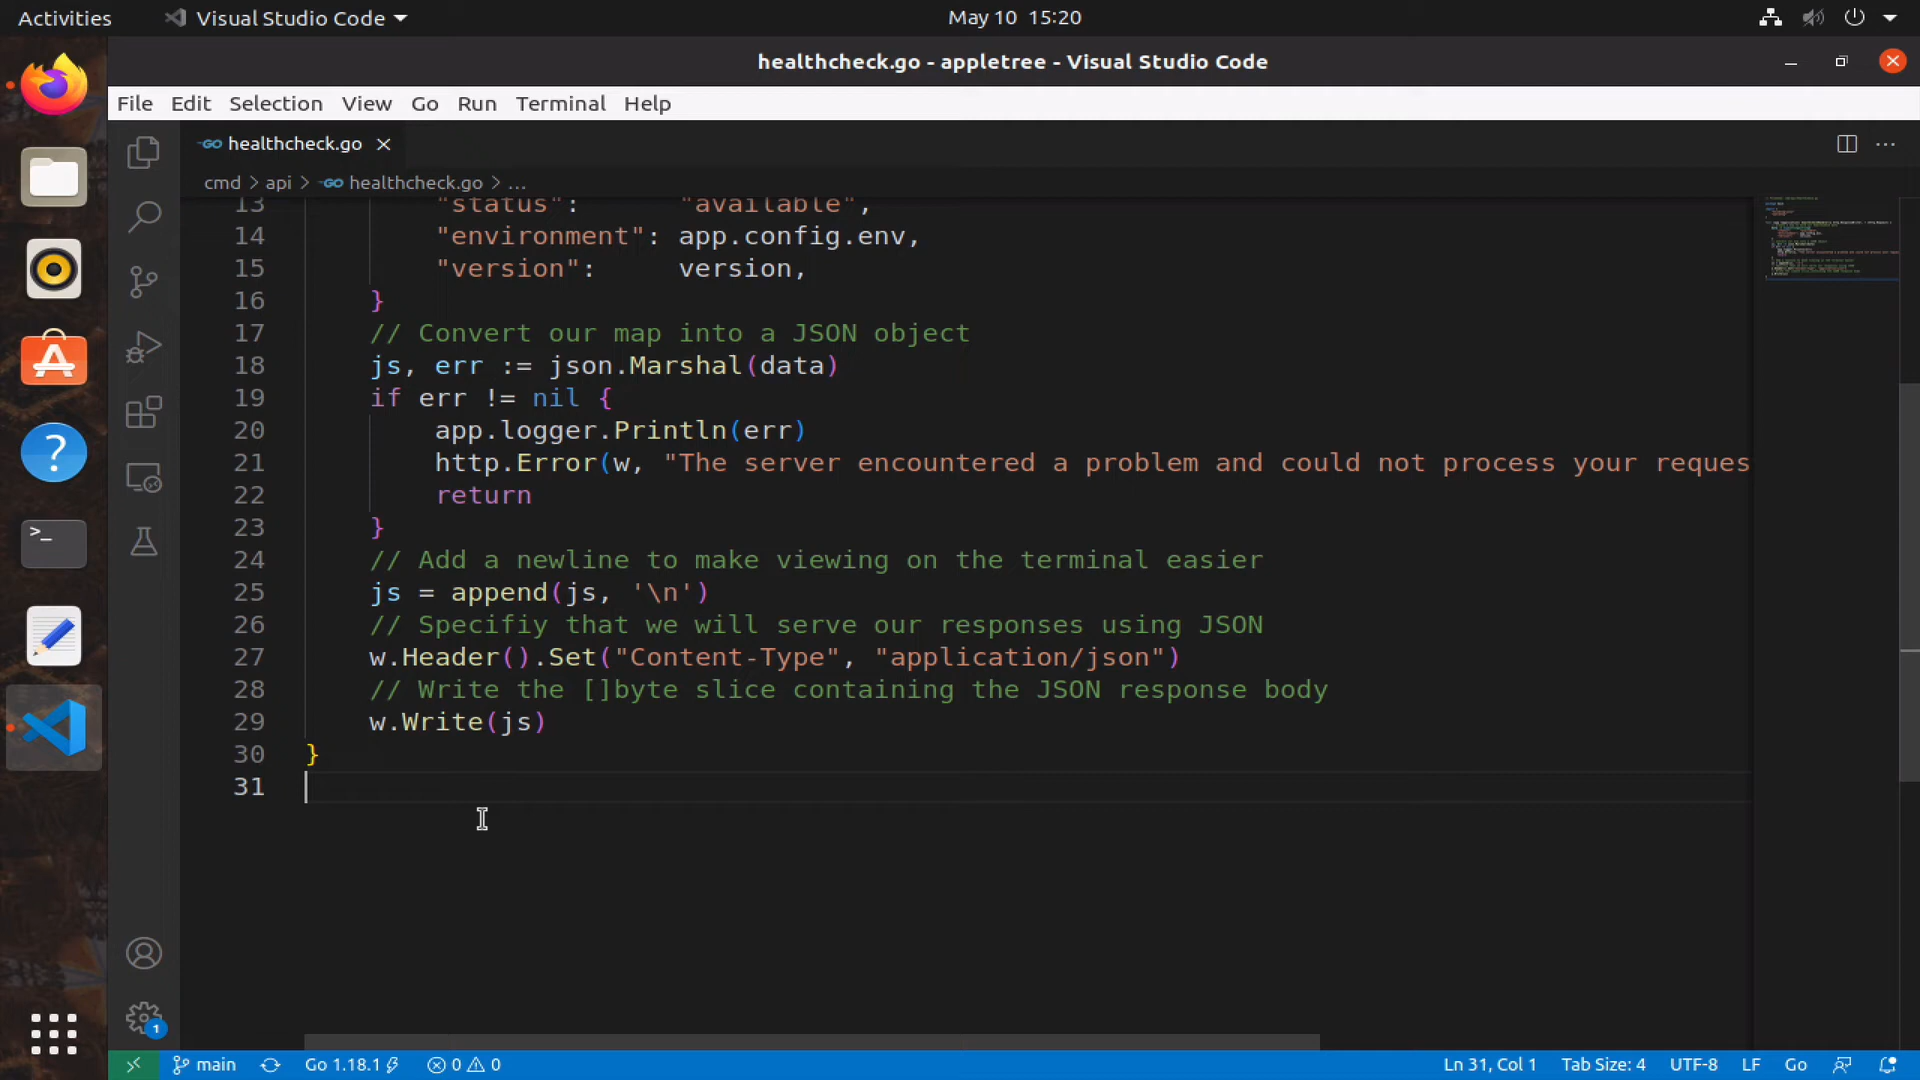 Activities
Visual Studio Code
May 10 15:20
healthcheck.go - appletree - Visual Studio Code
File Edit Selection View Go Run Terminal Help
healthcheck.go
cmd > api > healthcheck.go > ...
13 "status": "available",
14 "environment": app.config.env,
15 "version": version,
16 }
17 // Convert our map into a JSON object
18 js, err := json.Marshal(data)
19 if err != nil {
20 app.logger.Println(err)
21 http.Error(w, "The server encountered a problem and could not process your reques
22 return
23 }
24 // Add a newline to make viewing on the terminal easier
25 js = append(js, '\n')
26 // Specifiy that we will serve our responses using JSON
27 w.Header().Set("Content-Type", "application/json")
28 // Write the []byte slice containing the JSON response body
29 w.Write(js)
30 }
31
1
main Go 1.18.1 0 0 Ln 31, Col 1 Tab Size: 4 UTF-8 LF Go